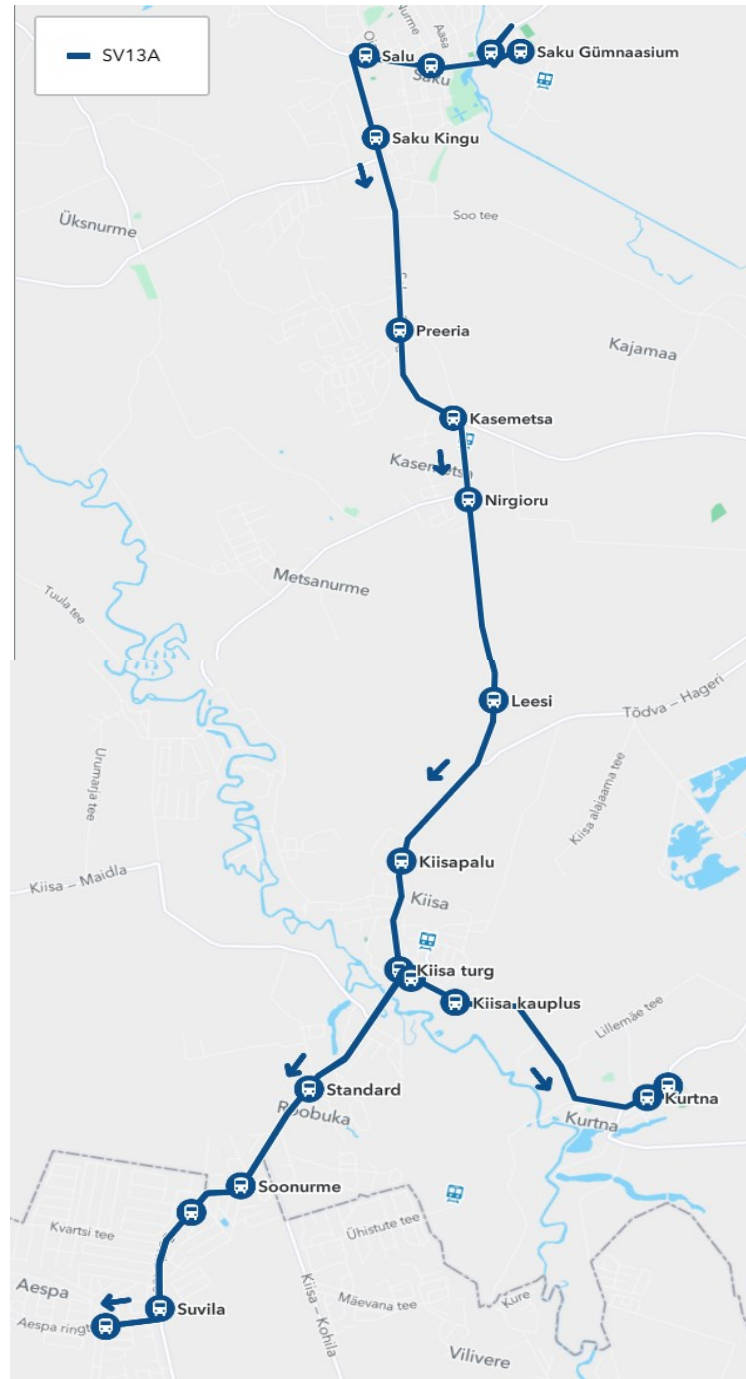 SV13A
Nurme
Aasa
Salu
Saku
Saku Gümnaasium
Saku Kingu
Üksnurme
Soo tee
Preeria
Kajamaa
Kasemetsa
Kasemetsa
Nirgioru
Metsanurme
Tuula tee
Leesi
Tõdva – Hageri
Urumarja tee
Kiisa alajaama tee
Kiisapalu
Kiisa – Maidla
Kiisa
Kiisa turg
Kiisa kauplus
Lillemäe tee
Standard
Roobuka
Kurtna
Kurtna
Soonurme
Kvartsi tee
Ühistute tee
Aespa
Suvila
Kiisa – Kohila
Mäevana tee
Kure
Aespa ringt
Vilivere